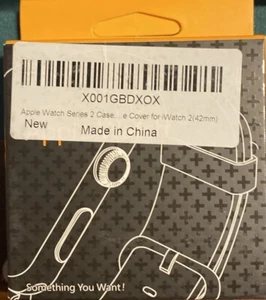 X001GBDXOX
Apple Watch Series 2 Case,...e Cover for iWatch 2(42mm)
New
Made in China
Something You Want!